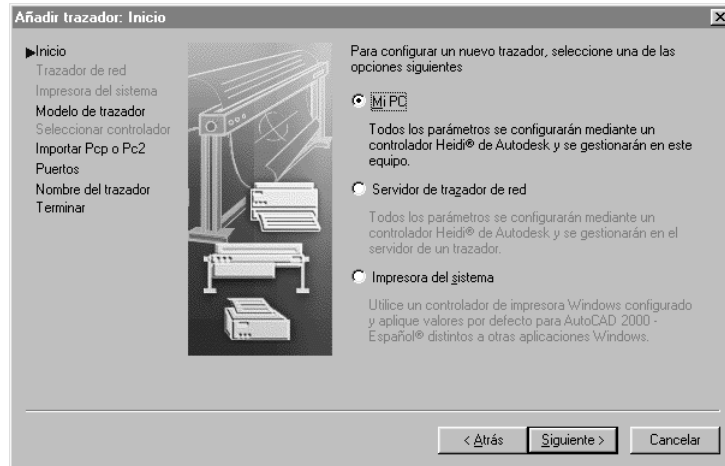 Añadir trazador: Inicio
Inicio
Trazador de red
Impresora del sistema
Modelo de trazador
Seleccionar controlador
Importar Pcp o Pc2
Puertos
Nombre del trazador
Terminar
Para configurar un nuevo trazador, seleccione una de las
opciones siguientes
Mi PC
Todos los parámetros se configurarán mediante un
controlador Heidi® de Autodesk y se gestionarán en este
equipo.
Servidor de trazador de red
Todos los parámetros se configurarán mediante un
controlador Heidi® de Autodesk y se gestionarán en el
servidor de un trazador.
Impresora del sistema
Utilice un controlador de impresora Windows configurado
y aplique valores por defecto para AutoCAD 2000 -
Español® distintos a otras aplicaciones Windows.
< Atrás
Siguiente >
Cancelar